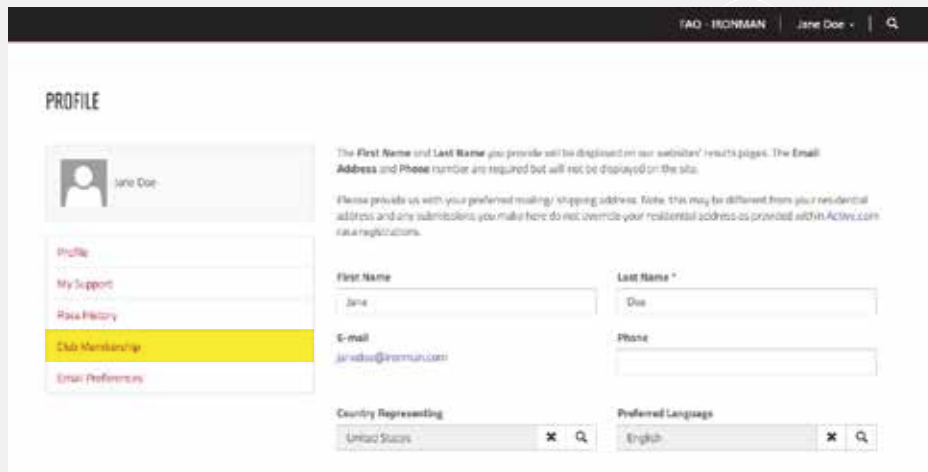 FAQ - IRONMAN
Jane Doe
PROFILE
Jane Doe
The First Name and Last Name you provide will be displayed on our websites' results pages. The Email
Address and Phone number are required but will not be displayed on the site.
Please provide us with your preferred mailing/ shipping address. Note, this may be different from your residential
address and any submissions you make here do not override your residential address as provided within Active.com
race registrations.
Profile
My Support
Race History
Club Membership
Email Preferences
First Name
Last Name *
Jane
Doe
E-mail
Phone
janedoe@ironman.com
Country Representing
Preferred Language
United States
English